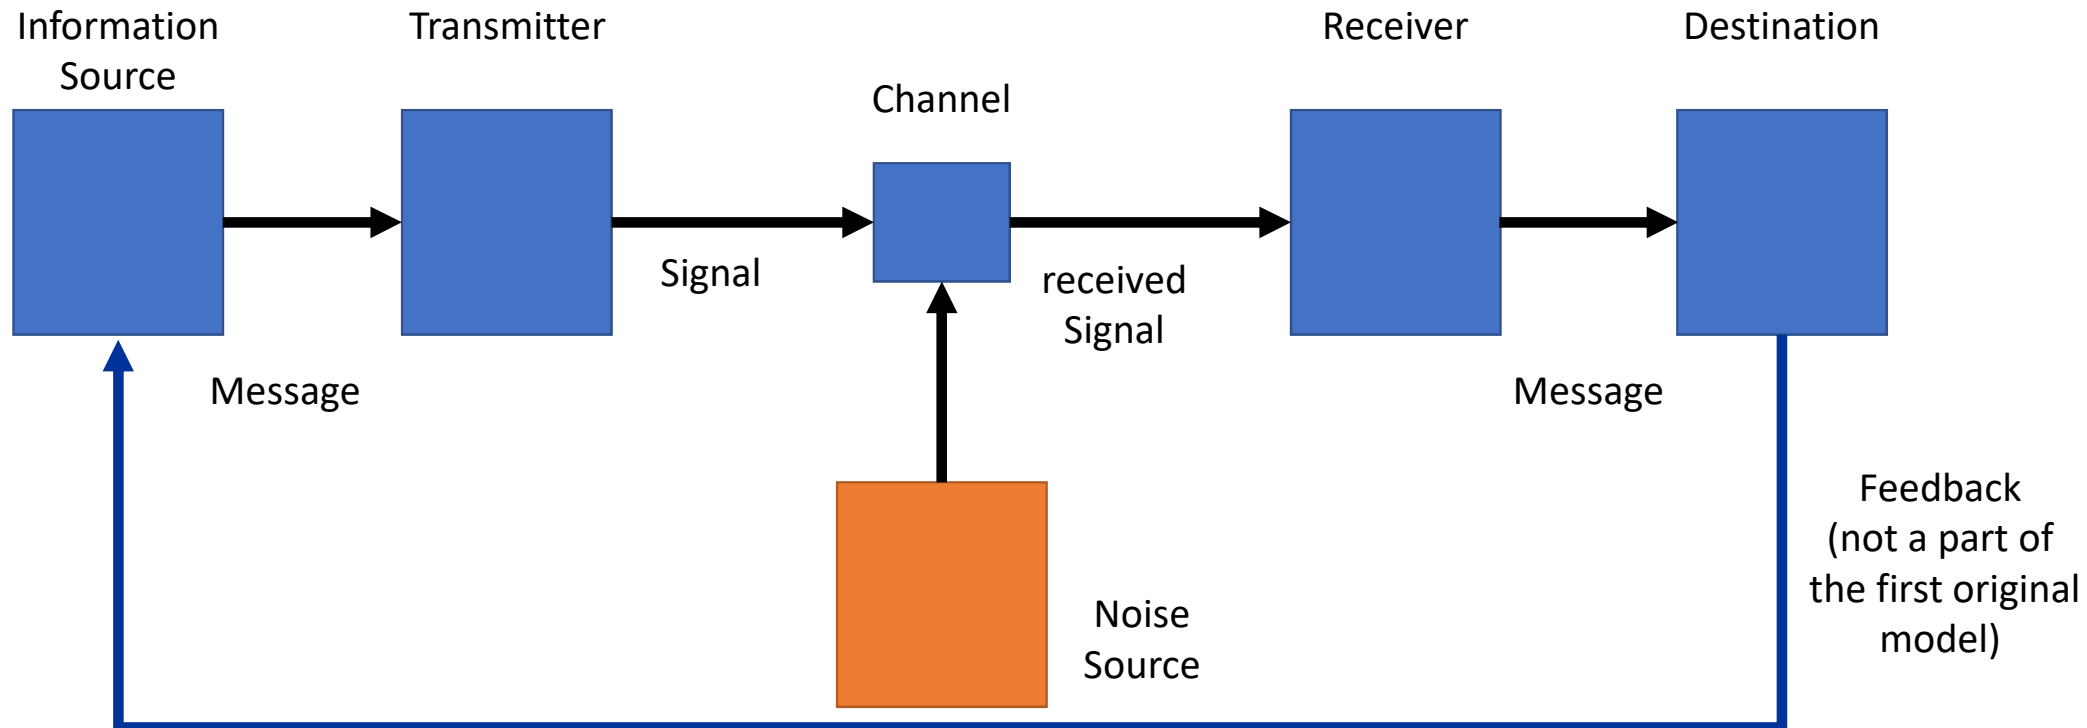 Information
Source
Transmitter
Channel
Receiver
Destination
Signal
received
Signal
Message
Message
Noise
Source
Feedback
(not a part of
the first original
model)